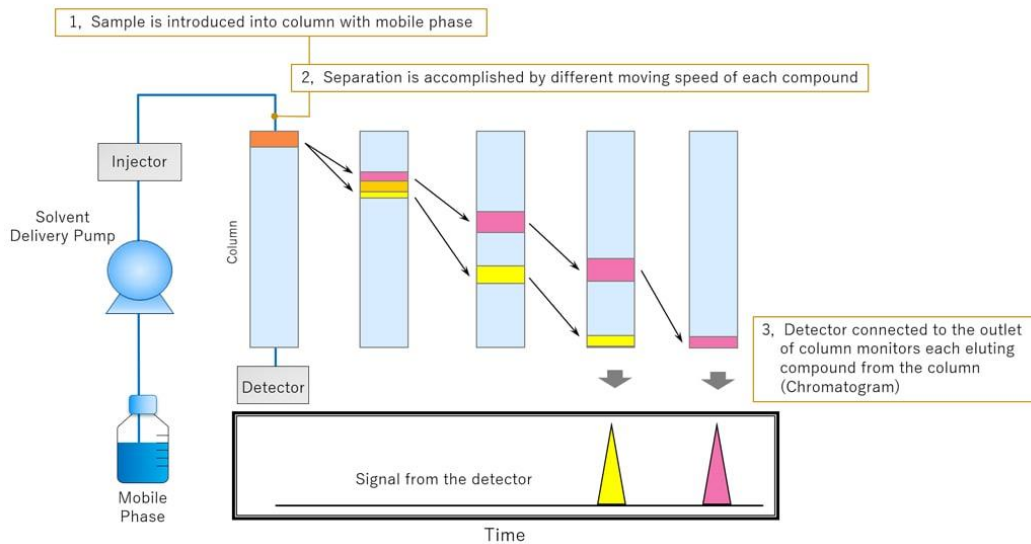 1, Sample is introduced into column with mobile phase
2, Separation is accomplished by different moving speed of each compound
Injector
Solvent
Delivery Pump
Column
3, Detector connected to the outlet
of column monitors each eluting
compound from the column
(Chromatogram)
Detector
Signal from the detector
Mobile
Phase
Time